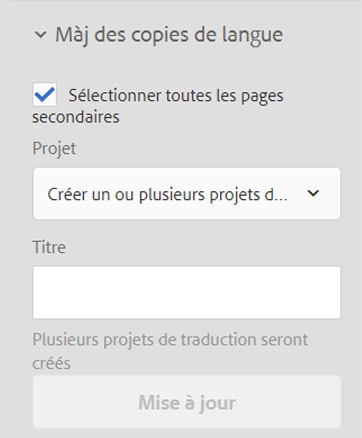 Màj des copies de langue
Sélectionner toutes les pages
secondaires
Projet
Créer un ou plusieurs projets d...
Titre
Plusieurs projets de traduction seront
créés
Mise à jour